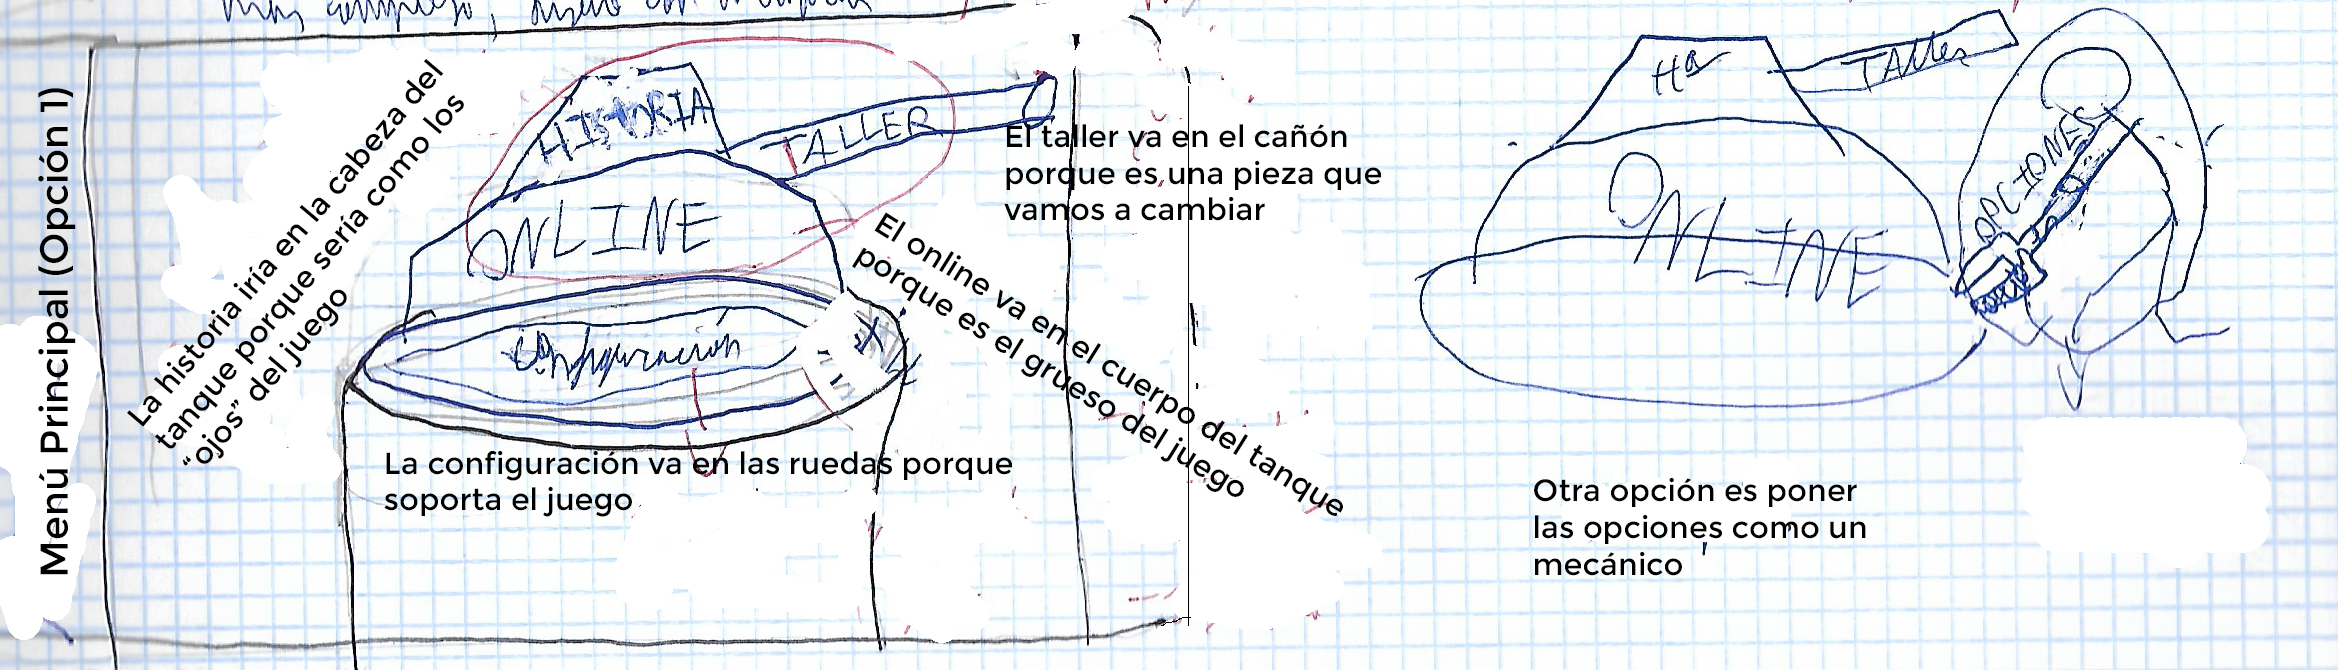 Menú Principal (Opción 1)
La historia iría en la cabeza del
tanque porque sería como los
“ojos” del juego
HISTORIA
TALLER
ONLINE
Configuración
El taller va en el cañón
porque es una pieza que
vamos a cambiar
El online va en el cuerpo del tanque
porque es el grueso del juego
La configuración va en las ruedas porque
soporta el juego
Hª
TAller
ONLINE
OPCIONES
Otra opción es poner
las opciones como un
mecánico